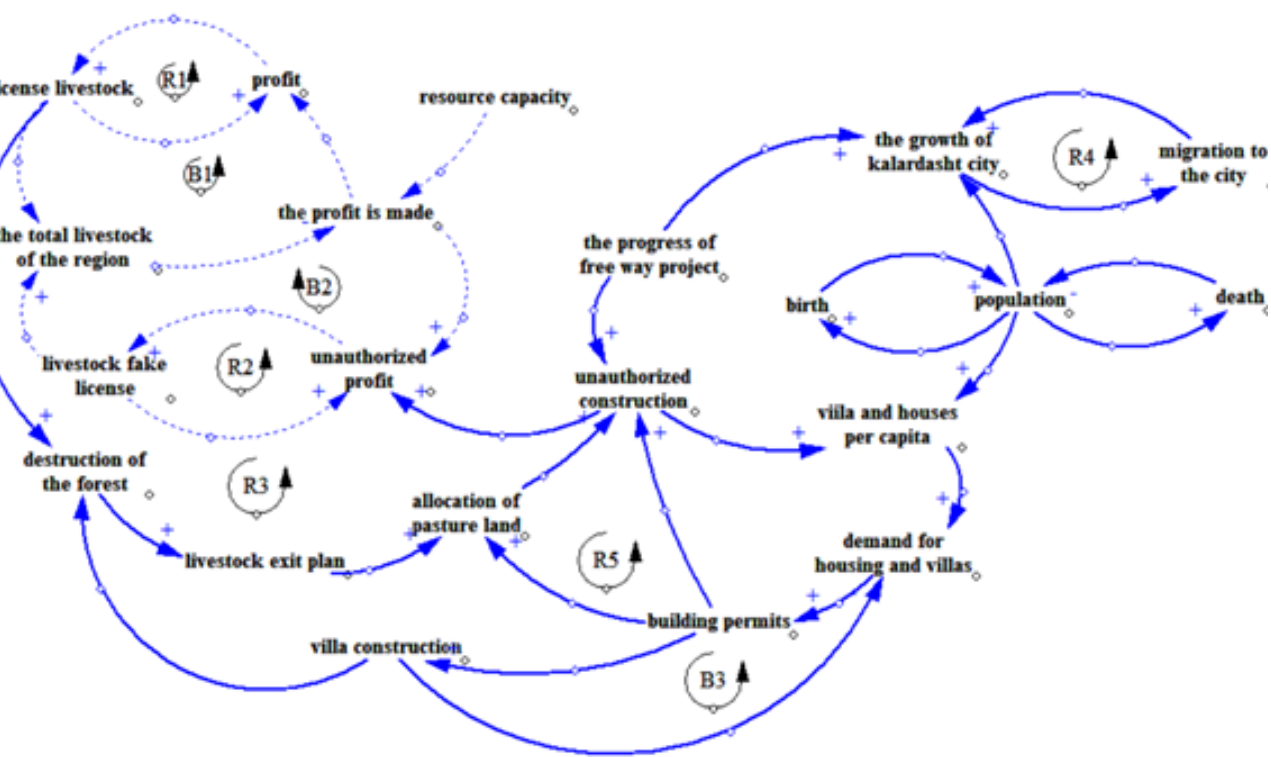 R1
icense livestock
profit
resource capacity
the growth of
kalardasht city
R4
migration to
the city
B1
the profit is made
the total livestock
of the region
the progress of
free way project
B2
birth
population
death
livestock fake
license
R2
unauthorized
profit
unauthorized
construction
viila and houses
per capita
destruction of
the forest
R3
allocation of
pasture land
livestock exit plan
R5
demand for
housing and villas
building permits
villa construction
B3